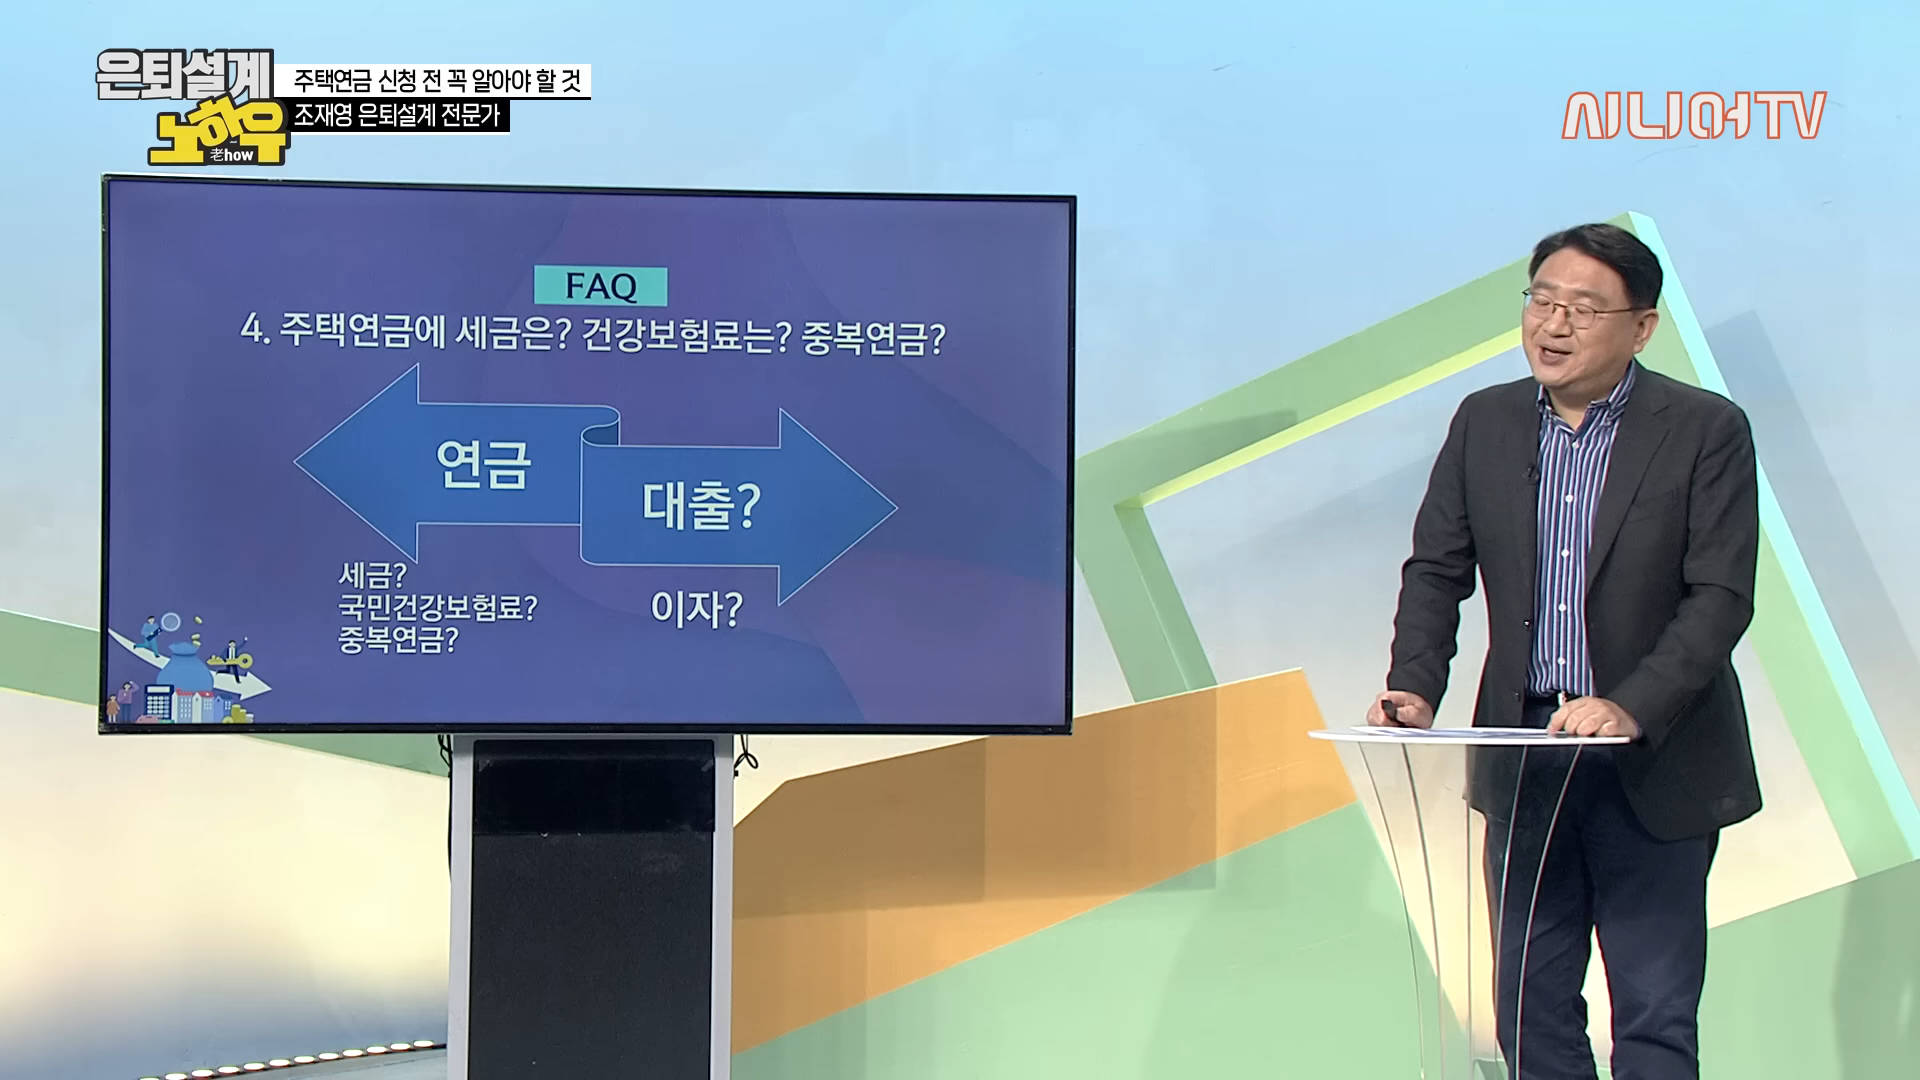 은퇴설계
노하우
老how
주택연금 신청 전 꼭 알아야 할 것
조재영 은퇴설계 전문가
시니어TV
FAQ
4. 주택연금에 세금은? 건강보험료는? 중복연금?
연금
대출?
세금?
국민건강보험료?
중복연금?
이자?